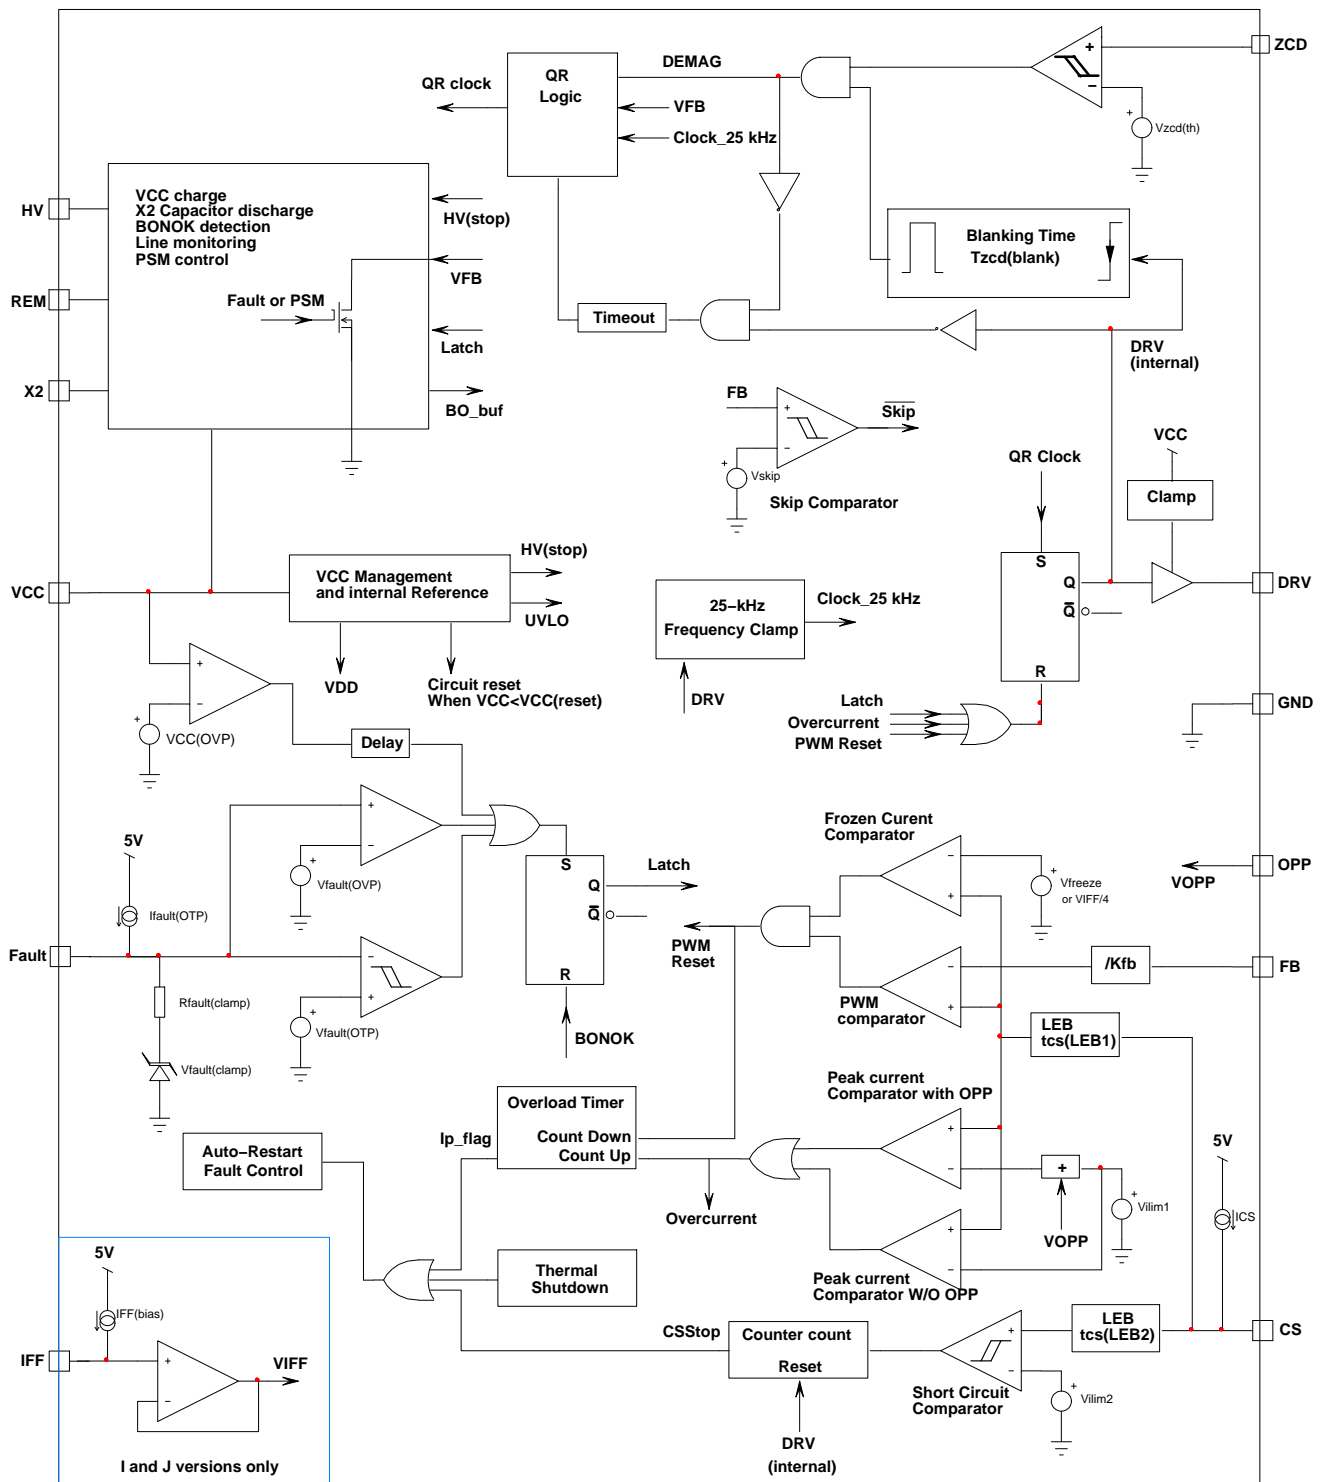 ZCD
+
−
+
Vzcd(th)
DEMAG
QR
Logic
QR clock
VFB
Clock_25 kHz
HV
VCC charge
X2 Capacitor discharge
BONOK detection
Line monitoring
PSM control
HV(stop)
VFB
REM
Fault or PSM
Latch
X2
BO_buf
Blanking Time
Tzcd(blank)
Timeout
DRV
(internal)
FB
+
−
Skip
+
Vskip
Skip Comparator
VCC
QR Clock
Clamp
S
Q
Q
R
DRV
VCC
VCC Management
and internal Reference
HV(stop)
UVLO
VDD
Circuit reset
When VCC<VCC(reset)
25−kHz
Frequency Clamp
Clock_25 kHz
DRV
Latch
Overcurrent
PWM Reset
GND
+
−
+
VCC(OVP)
Delay
5V
Ifault(OTP)
+
−
+
Vfault(OVP)
S
Q
Q
R
Latch
BONOK
Fault
−
+
+
Vfault(OTP)
Rfault(clamp)
Vfault(clamp)
Frozen Curent
Comparator
−
+
+
Vfreeze
or VIFF/4
VOPP
OPP
PWM
Reset
−
+
PWM
comparator
/Kfb
FB
LEB
tcs(LEB1)
Peak current
Comparator with OPP
+
−
+
VOPP
+
Vilim1
5V
ICS
Overload Timer
Count Down
Count Up
Ip_flag
Overcurrent
Auto−Restart
Fault Control
+
−
Peak current
Comparator W/O OPP
Thermal
Shutdown
CSStop
Counter count
Reset
DRV
(internal)
+
−
Short Circuit
Comparator
+
Vilim2
LEB
tcs(LEB2)
CS
5V
IFF(bias)
IFF
+
−
VIFF
I and J versions only